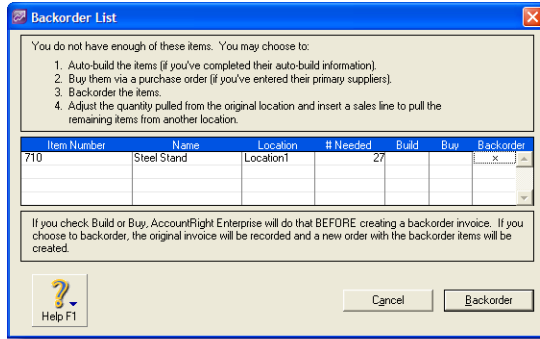 Backorder List
You do not have enough of these items. You may choose to:
1. Auto-build the items (if you've completed their auto-build information).
2. Buy them via a purchase order (if you've entered their primary suppliers).
3. Backorder the items.
4. Adjust the quantity pulled from the original location and insert a sales line to pull the
remaining items from another location.
Item Number Name Location # Needed Build Buy Backorder
710 Steel Stand Location1 27 x
If you check Build or Buy, AccountRight Enterprise will do that BEFORE creating a backorder invoice. If you
choose to backorder, the original invoice will be recorded and a new order with the backorder items will be
created.
Help F1
Cancel Backorder